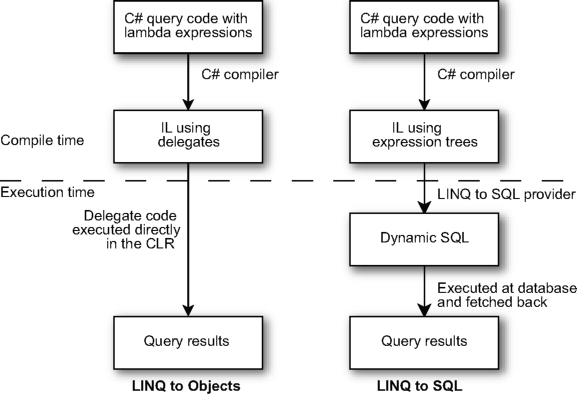 C# query code with
lambda expressions
C# query code with
lambda expressions
C# compiler
C# compiler
Compile time
IL using
delegates
IL using
expression trees
Execution time
LINQ to SQL provider
Delegate code
executed directly
in the CLR
Dynamic SQL
Executed at database
and fetched back
Query results
Query results
LINQ to Objects
LINQ to SQL